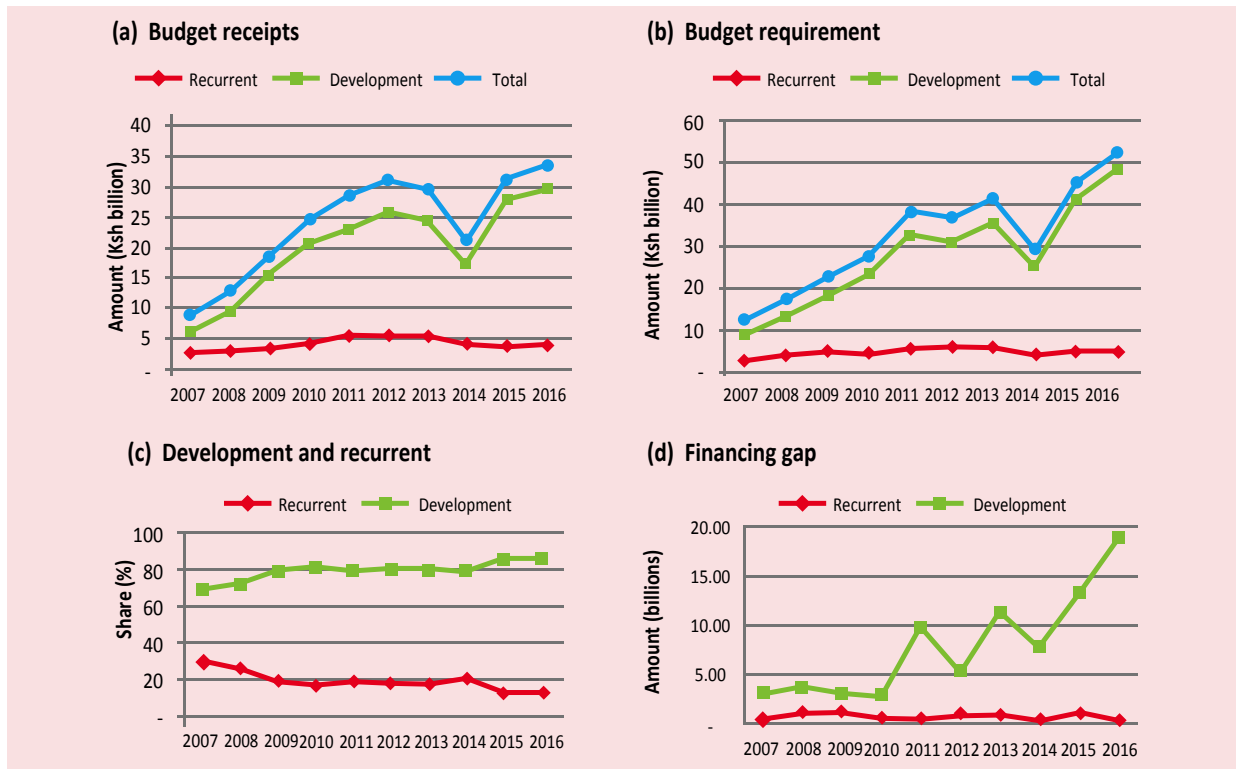 (a) Budget receipts
Recurrent Development Total
Amount (Ksh billion)
40
35
30
25
20
15
10
5
-
2007 2008 2009 2010 2011 2012 2013 2014 2015 2016
(b) Budget requirement
Recurrent Development Total
Amount (Ksh billion)
60
50
40
30
20
10
-
2007 2008 2009 2010 2011 2012 2013 2014 2015 2016
(c) Development and recurrent
Recurrent Development
Share (%)
100
80
60
40
20
-
2007 2008 2009 2010 2011 2012 2013 2014 2015 2016
(d) Financing gap
Recurrent Development
Amount (billions)
20.00
15.00
10.00
5.00
-
2007 2008 2009 2010 2011 2012 2013 2014 2015 2016